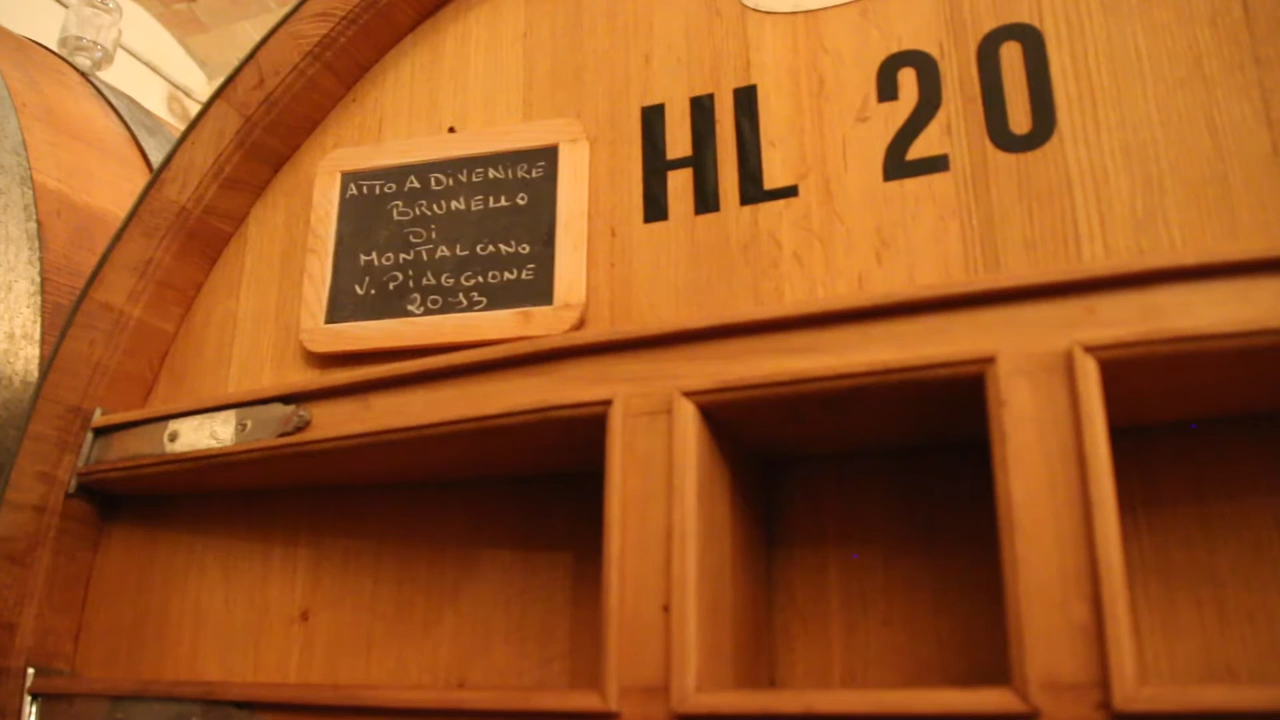 ATTO A DiVENiRE
BRUNELLO
Di
MONTALCiNO
V. PiAGGiONE
2013
HL 20